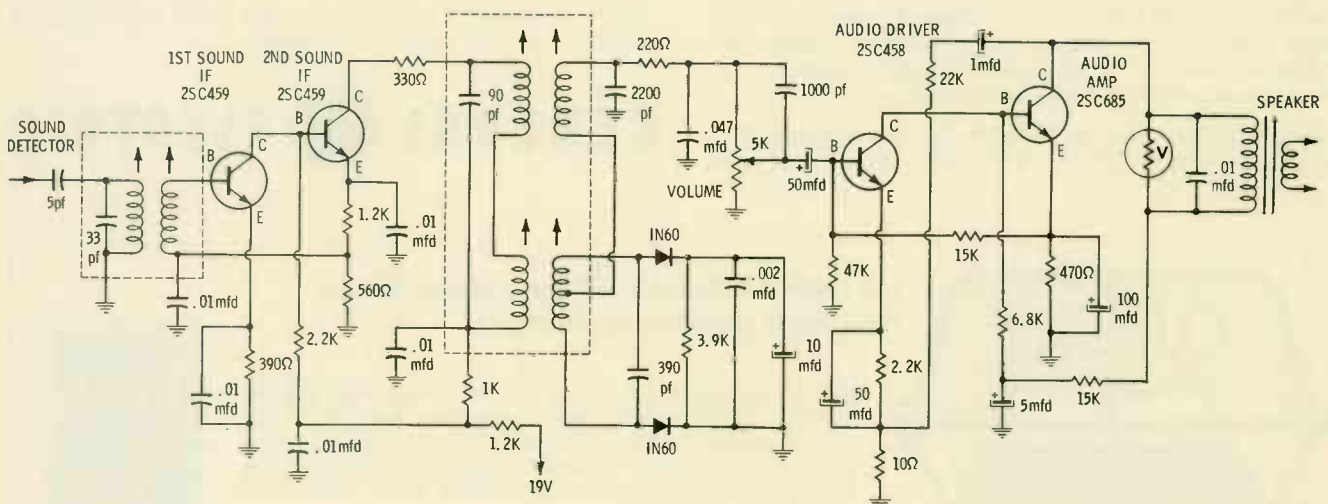 SOUND
DETECTOR
5pf
33
pf
1ST SOUND
IF
2SC459
B
C
E
.01mfd
.01
mfd
390Ω
2ND SOUND
IF
2SC459
B
C
E
2.2K
.01mfd
1.2K
560Ω
.01
mfd
330Ω
90
pf
.01
mfd
1K
1.2K
19V
2200
pf
220Ω
.047
mfd
5K
VOLUME
1000 pf
50mfd
IN60
IN60
390
pf
3.9K
.002
mfd
10
mfd
AUDIO DRIVER
2SC458
B
C
E
47K
50
mfd
2.2K
10Ω
22K
1mfd
15K
AUDIO
AMP
2SC685
B
C
E
470Ω
100
mfd
6.8K
5mfd
15K
V
.01
mfd
SPEAKER